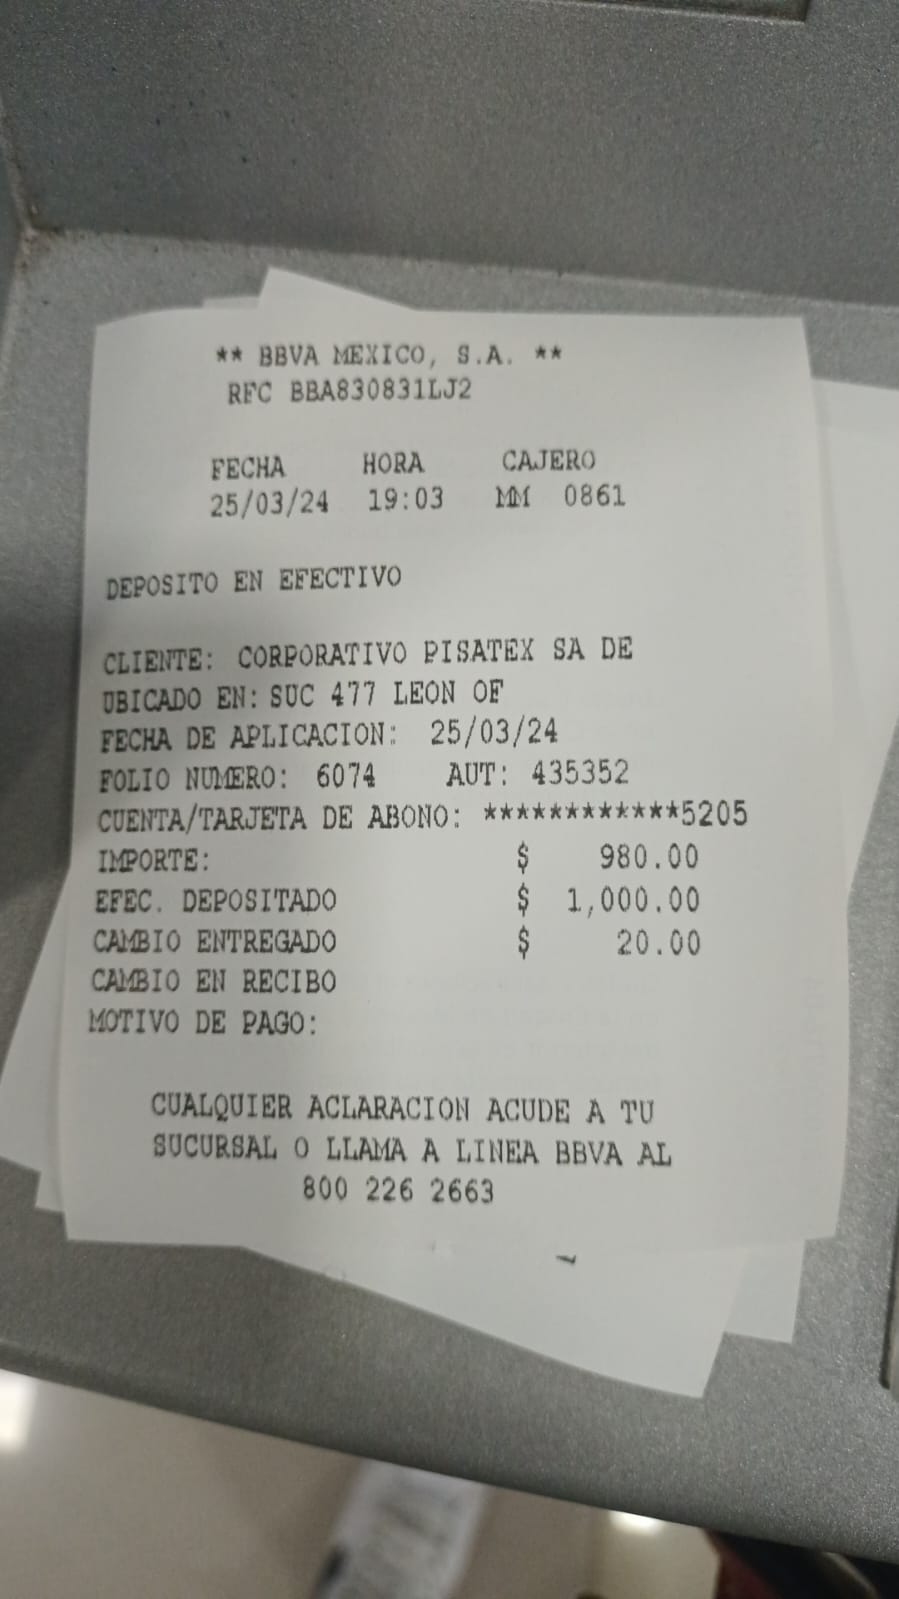 ** BBVA MEXICO, S.A. **
RFC BBA830831LJ2
FECHA HORA CAJERO
25/03/24 19:03 MM 0861
DEPOSITO EN EFECTIVO
CLIENTE: CORPORATIVO PISATEX SA DE
UBICADO EN: SUC 477 LEON OF
FECHA DE APLICACION: 25/03/24
FOLIO NUMERO: 6074 AUT: 435352
CUENTA/TARJETA DE ABONO: ************5205
IMPORTE: $ 980.00
EFEC. DEPOSITADO $ 1,000.00
CAMBIO ENTREGADO $ 20.00
CAMBIO EN RECIBO
MOTIVO DE PAGO:
CUALQUIER ACLARACION ACUDE A TU
SUCURSAL O LLAMA A LINEA BBVA AL
800 226 2663